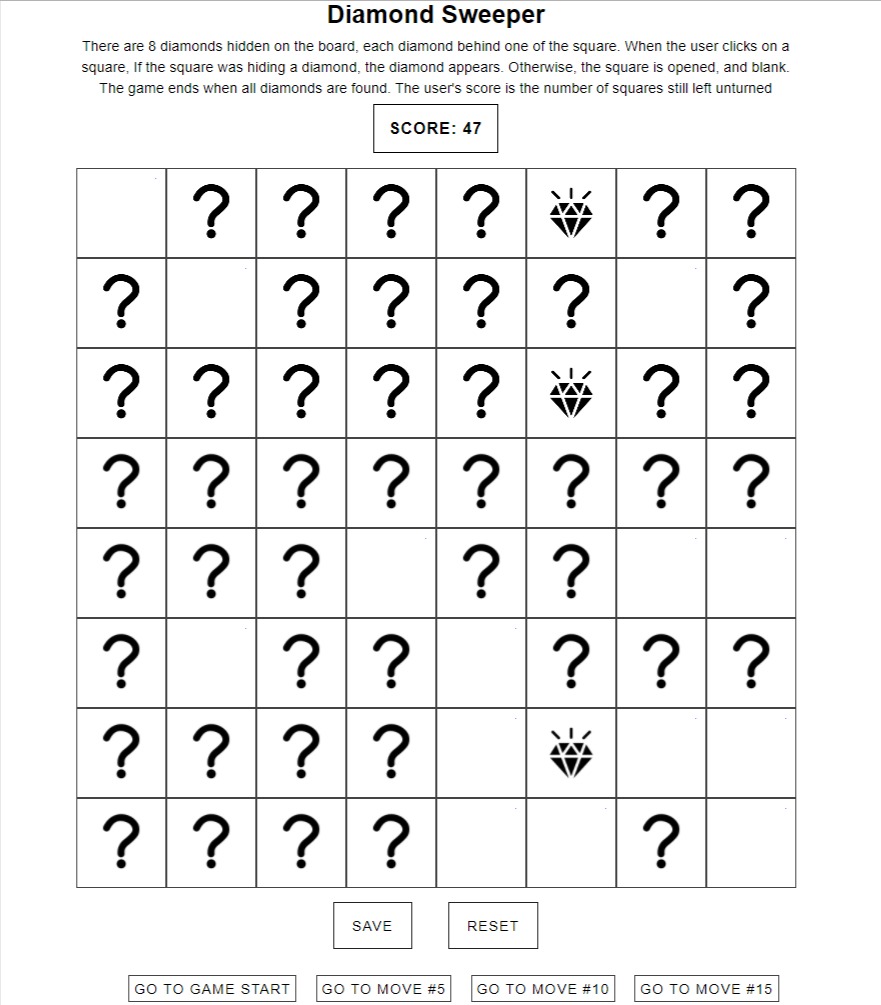 Diamond Sweeper
There are 8 diamonds hidden on the board, each diamond behind one of the square. When the user clicks on a
square, If the square was hiding a diamond, the diamond appears. Otherwise, the square is opened, and blank.
The game ends when all diamonds are found. The user's score is the number of squares still left unturned
SCORE: 47
? ? ? ? ? ?
? ? ? ? ? ?
? ? ? ? ? ? ?
? ? ? ? ? ? ? ?
? ? ? ? ?
? ? ? ? ? ?
? ? ? ?
? ? ? ? ?
SAVE RESET
GO TO GAME START GO TO MOVE #5 GO TO MOVE #10 GO TO MOVE #15